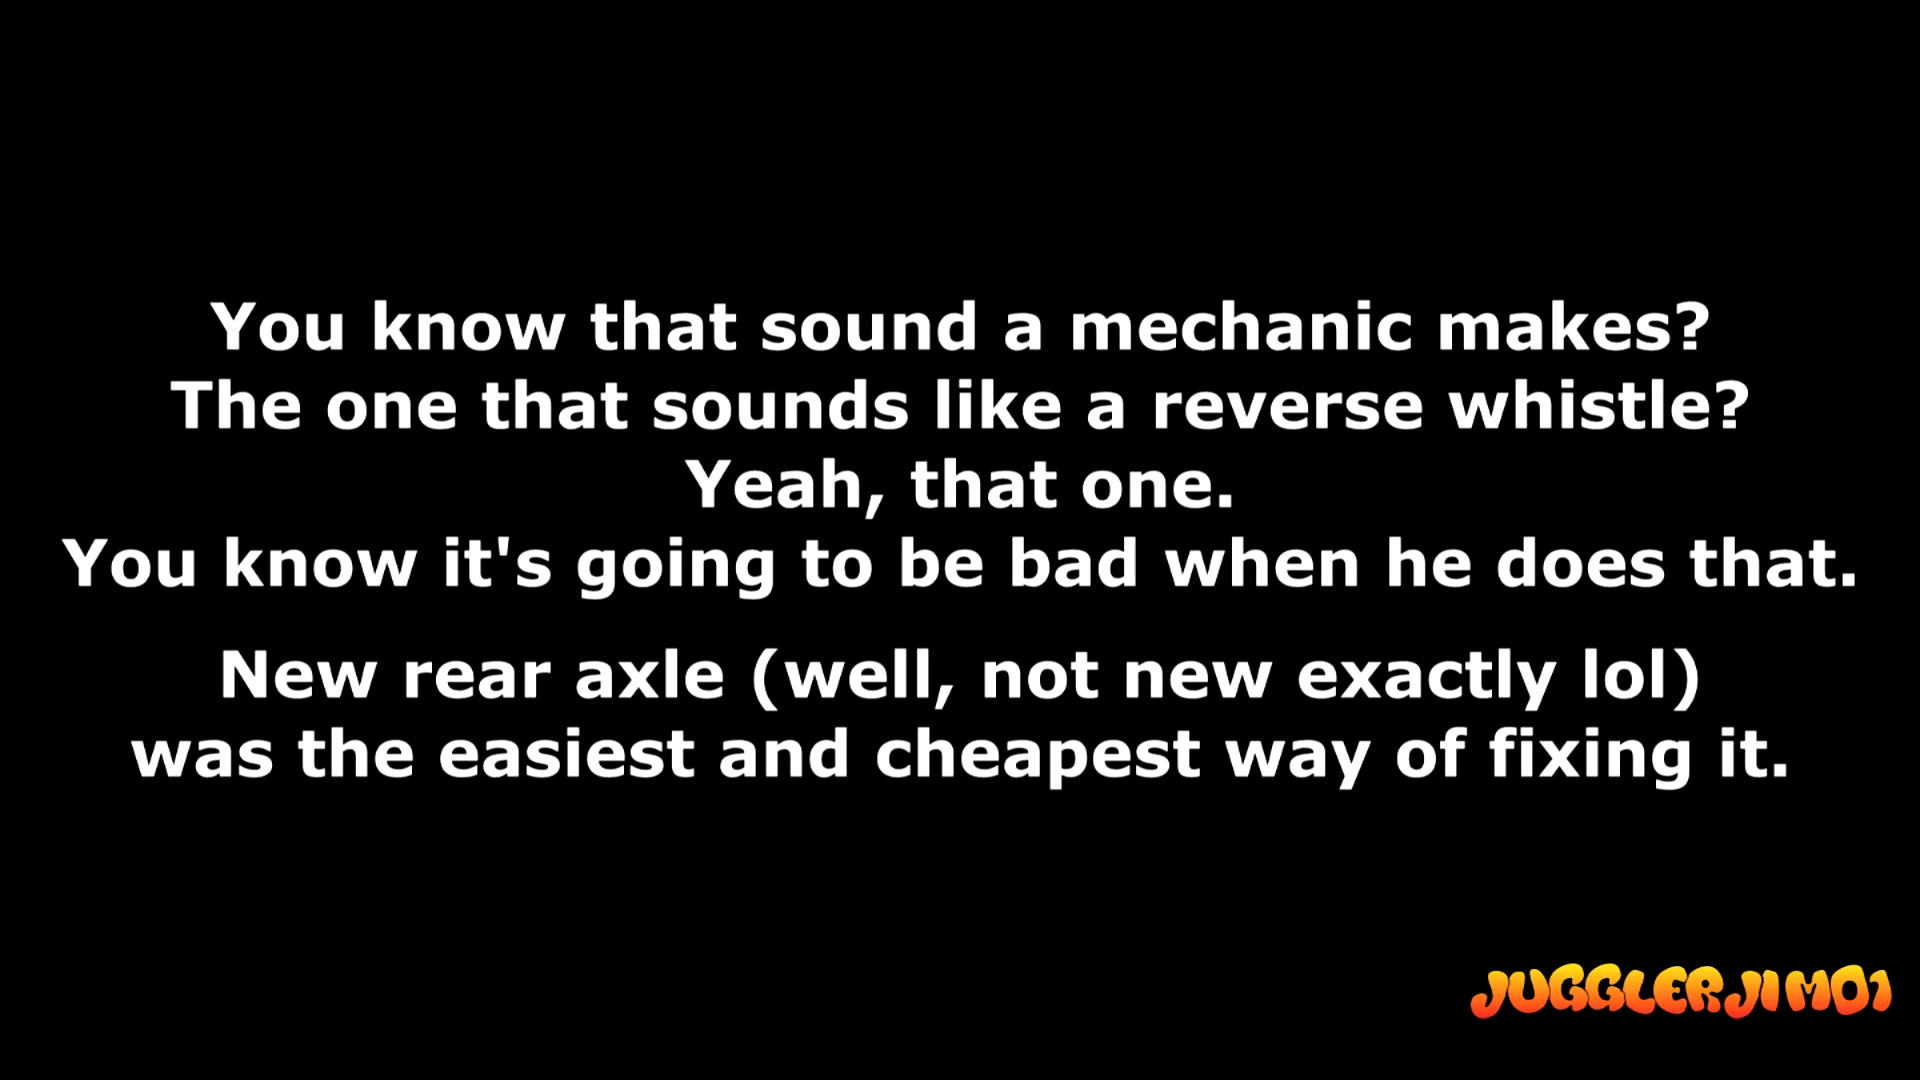 You know that sound a mechanic makes?
The one that sounds like a reverse whistle?
Yeah, that one.
You know it's going to be bad when he does that.
New rear axle (well, not new exactly lol)
was the easiest and cheapest way of fixing it.
JUGGLERJIM01